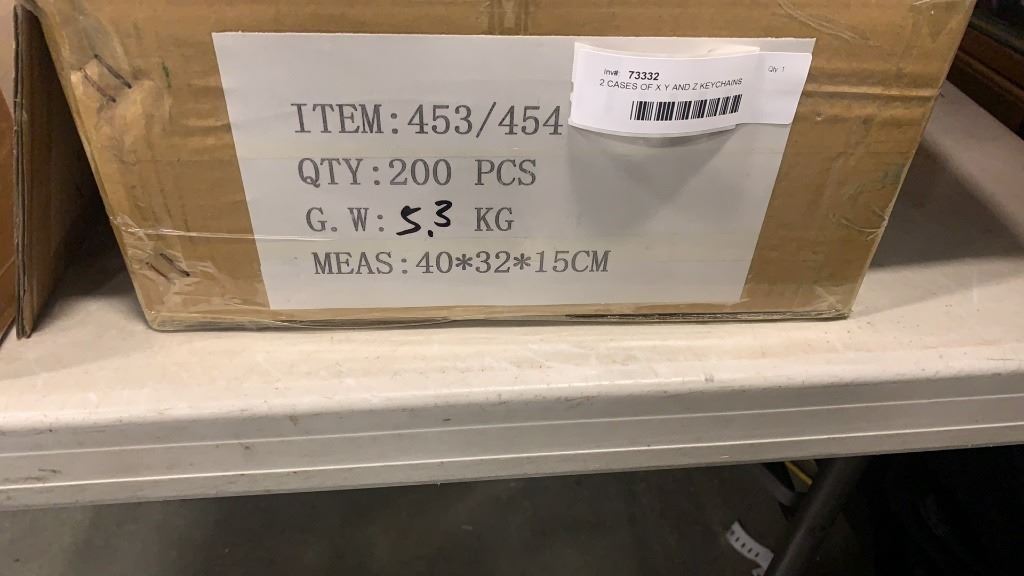 Inv#: 73332
Qty: 1
2 CASES OF X Y AND Z KEYCHAINS
ITEM:453/454
QTY:200 PCS
G.W:5.3 KG
MEAS:40*32*15CM